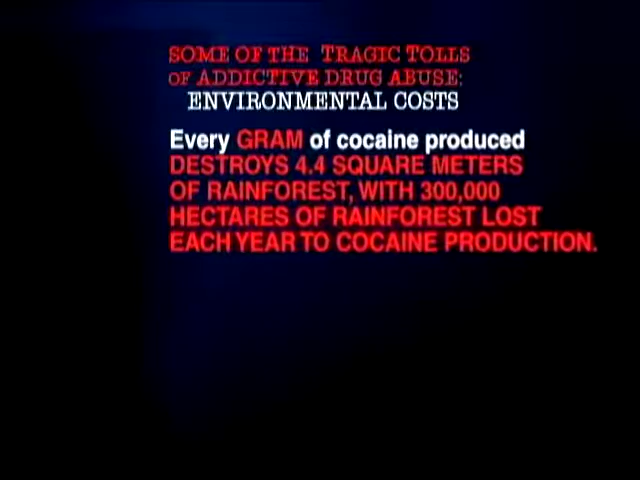 SOME OF THE TRAGIC TOLLS
OF ADDICTIVE DRUG ABUSE:
ENVIRONMENTAL COSTS
Every GRAM of cocaine produced
DESTROYS 4.4 SQUARE METERS
OF RAINFOREST, WITH 300,000
HECTARES OF RAINFOREST LOST
EACH YEAR TO COCAINE PRODUCTION.